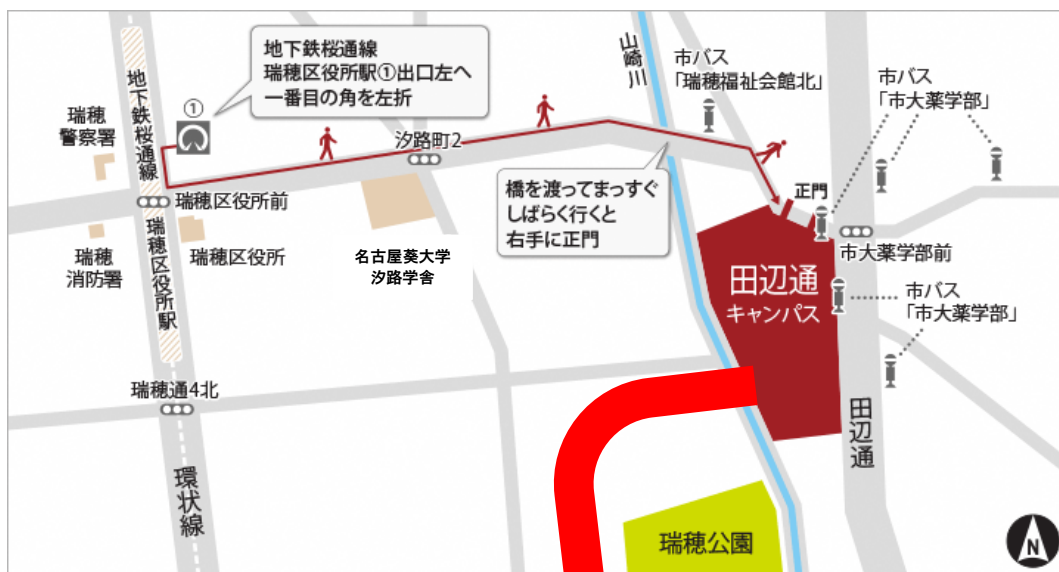 地下鉄桜通線
瑞穂区役所駅①出口左へ
一番目の角を左折
山崎川
市バス
「瑞穂福祉会館北」
市バス
「市大薬学部」
地下鉄桜通線
①
瑞穂
警察署
汐路町2
橋を渡ってまっすぐ
しばらく行くと
右手に正門
正門
瑞穂区役所前
瑞穂
消防署
瑞穂区役所
瑞穂区役所駅
名古屋葵大学
汐路学舎
市大薬学部前
田辺通
キャンパス
市バス
「市大薬学部」
瑞穂通4北
田辺通
環状線
瑞穂公園
N